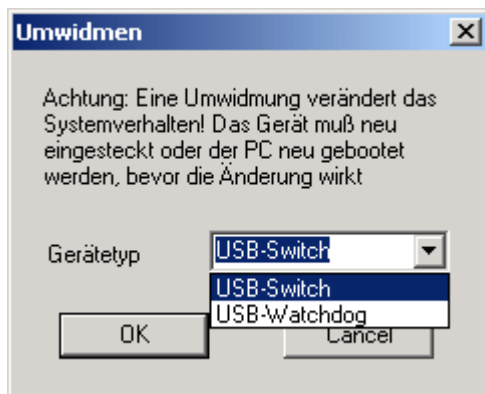 Umwidmen
Achtung: Eine Umwidmung verändert das
Systemverhalten! Das Gerät muß neu
eingesteckt oder der PC neu gebootet
werden, bevor die Änderung wirkt
Gerätetyp
USB-Switch
USB-Switch
USB-Watchdog
OK
Cancel